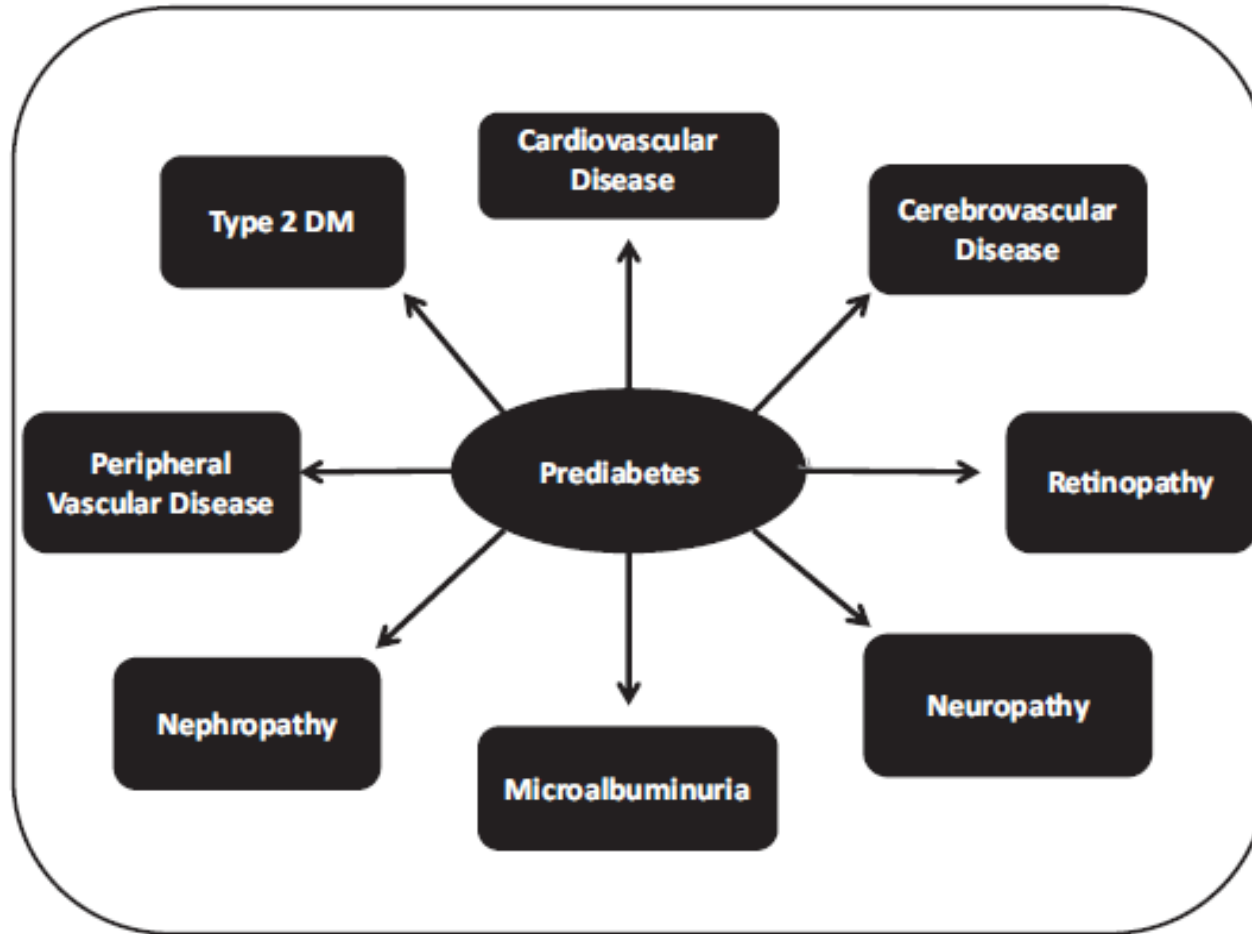 Cardiovascular
Disease
Type 2 DM
Cerebrovascular
Disease
Peripheral
Vascular Disease
Prediabetes
Retinopathy
Nephropathy
Microalbuminuria
Neuropathy